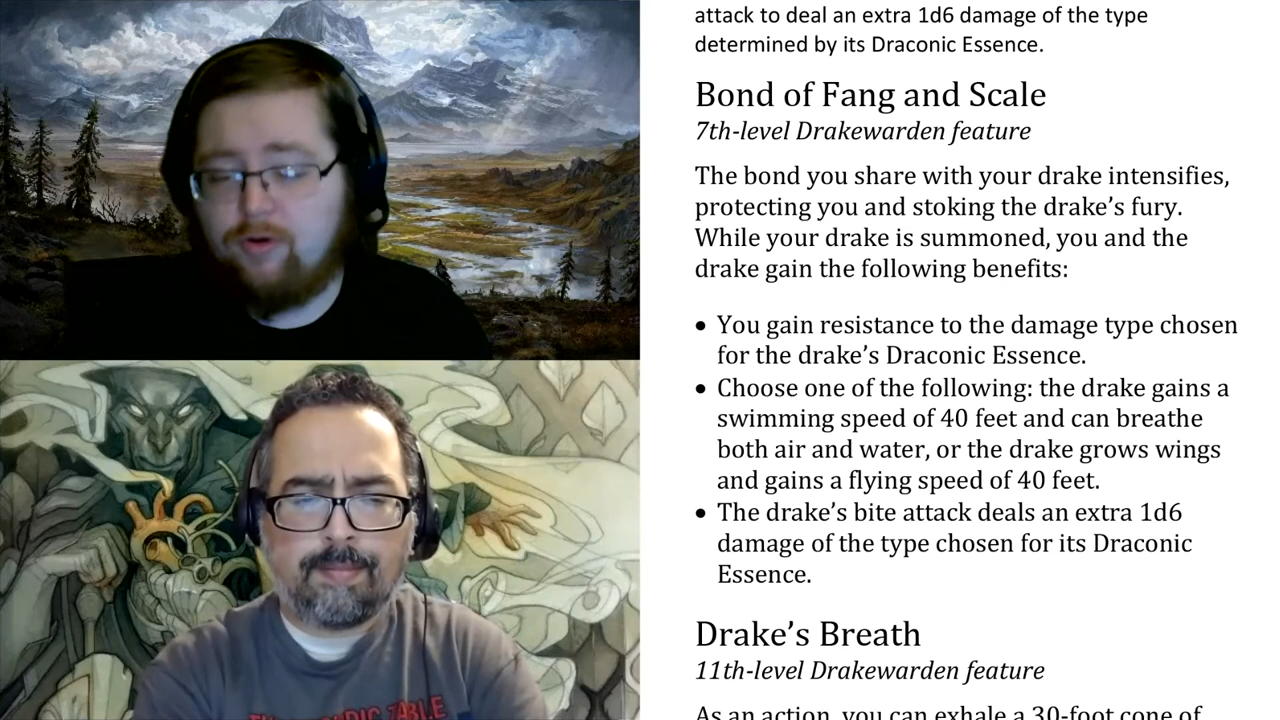 attack to deal an extra 1d6 damage of the type
determined by its Draconic Essence.
Bond of Fang and Scale
7th-level Drakewarden feature
The bond you share with your drake intensifies,
protecting you and stoking the drake’s fury.
While your drake is summoned, you and the
drake gain the following benefits:
• You gain resistance to the damage type chosen
for the drake’s Draconic Essence.
• Choose one of the following: the drake gains a
swimming speed of 40 feet and can breathe
both air and water, or the drake grows wings
and gains a flying speed of 40 feet.
• The drake’s bite attack deals an extra 1d6
damage of the type chosen for its Draconic
Essence.
Drake’s Breath
11th-level Drakewarden feature
As an action, you can exhale a 30-foot cone of
TABLE